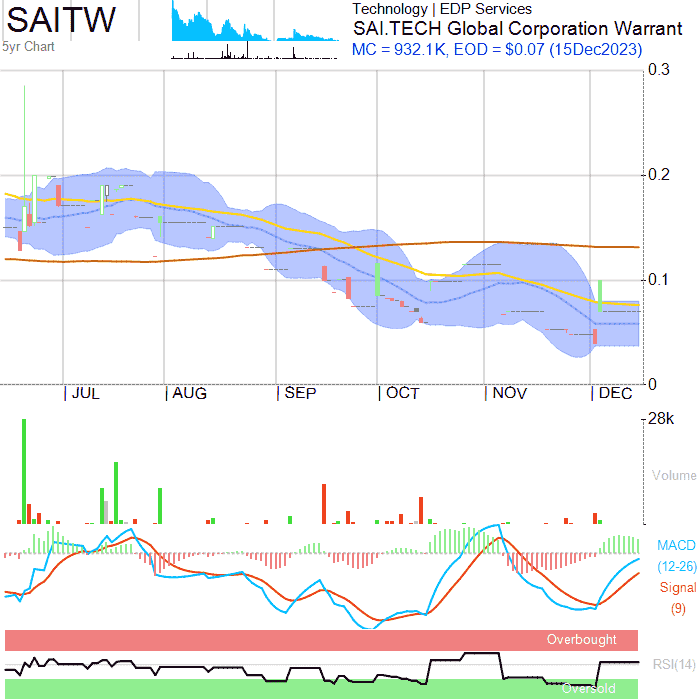 SAITW
5yr Chart
Technology | EDP Services
SAI.TECH Global Corporation Warrant
MC = 932.1K, EOD = $0.07 (15Dec2023)
0.3
0.2
0.1
0
| JUL | AUG | SEP | OCT | NOV | DEC
28k
Volume
MACD
(12-26)
Signal
(9)
Overbought
RSI(14)
Oversold